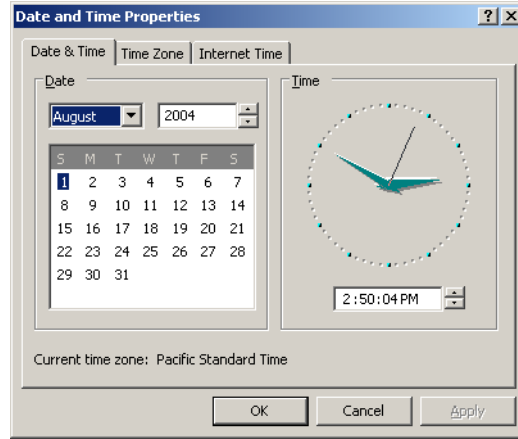 Date and Time Properties
Date & Time Time Zone Internet Time
Date
August 2004
S M T W T F S
1 2 3 4 5 6 7
8 9 10 11 12 13 14
15 16 17 18 19 20 21
22 23 24 25 26 27 28
29 30 31
Time
2:50:04 PM
Current time zone: Pacific Standard Time
OK Cancel Apply